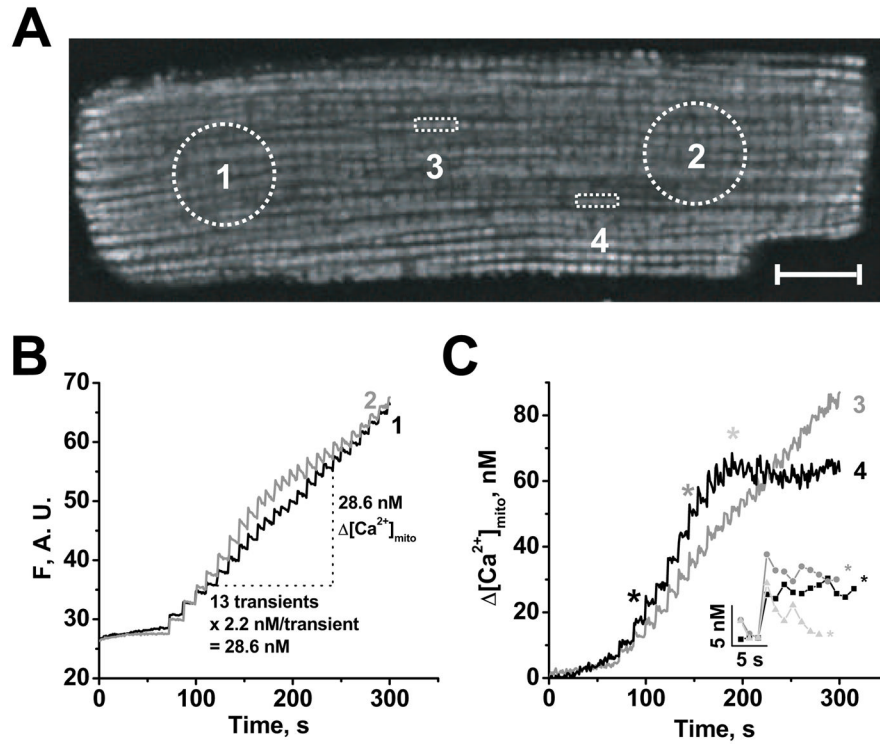 A
1
2
3
4
B
70
60
50
40
30
20
F, A. U.
2
1
28.6 nM
Δ[Ca²⁺]mito
13 transients
x 2.2 nM/transient
= 28.6 nM
0 100 200 300
Time, s
C
80
60
40
20
0
Δ[Ca²⁺]mito, nM
3
4
*
*
*
5 nM
5 s
*
*
*
0 100 200 300
Time, s